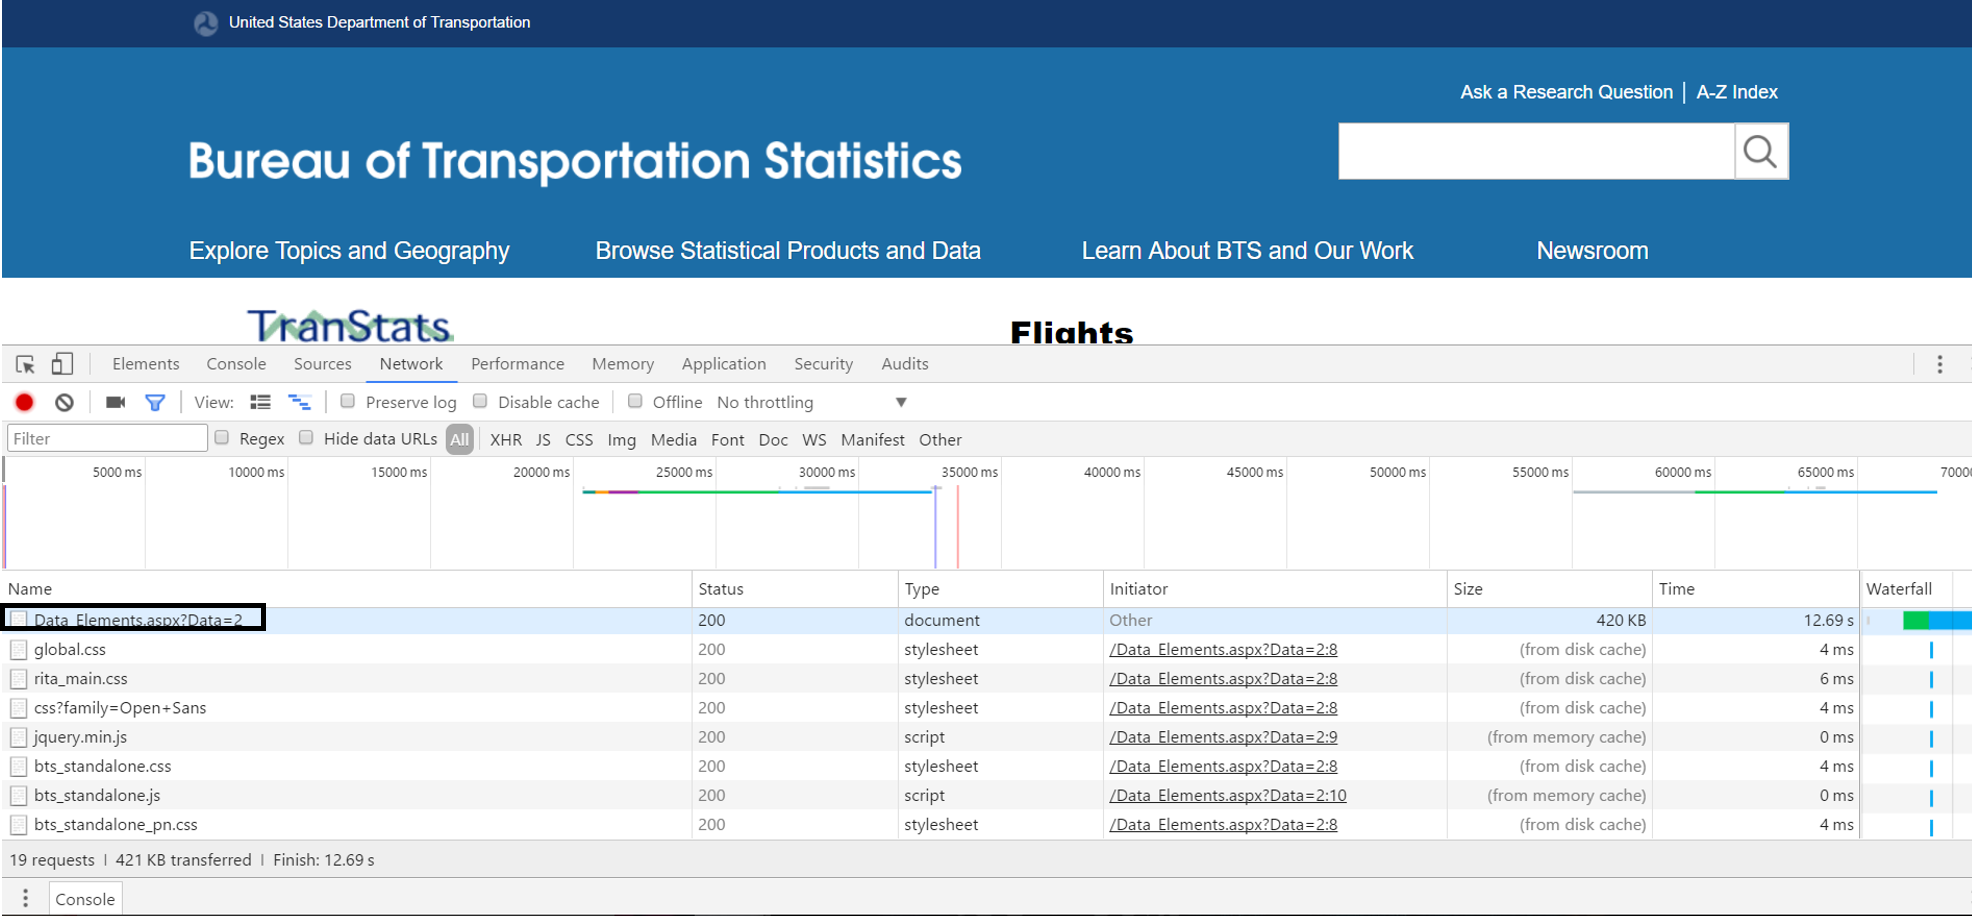 United States Department of Transportation
Ask a Research Question | A-Z Index
Bureau of Transportation Statistics
Explore Topics and Geography Browse Statistical Products and Data Learn About BTS and Our Work Newsroom
TranStats Flights
Elements Console Sources Network Performance Memory Application Security Audits
View: Preserve log Disable cache Offline No throttling
Filter Regex Hide data URLs All XHR JS CSS Img Media Font Doc WS Manifest Other
5000 ms 10000 ms 15000 ms 20000 ms 25000 ms 30000 ms 35000 ms 40000 ms 45000 ms 50000 ms 55000 ms 60000 ms 65000 ms 70000
Name Status Type Initiator Size Time Waterfall
Data_Elements.aspx?Data=2 200 document Other 420 KB 12.69 s
global.css 200 stylesheet /Data_Elements.aspx?Data=2:8 (from disk cache) 4 ms
rita_main.css 200 stylesheet /Data_Elements.aspx?Data=2:8 (from disk cache) 6 ms
css?family=Open+Sans 200 stylesheet /Data_Elements.aspx?Data=2:8 (from disk cache) 4 ms
jquery.min.js 200 script /Data_Elements.aspx?Data=2:9 (from memory cache) 0 ms
bts_standalone.css 200 stylesheet /Data_Elements.aspx?Data=2:8 (from disk cache) 4 ms
bts_standalone.js 200 script /Data_Elements.aspx?Data=2:10 (from memory cache) 0 ms
bts_standalone_pn.css 200 stylesheet /Data_Elements.aspx?Data=2:8 (from disk cache) 4 ms
19 requests | 421 KB transferred | Finish: 12.69 s
Console